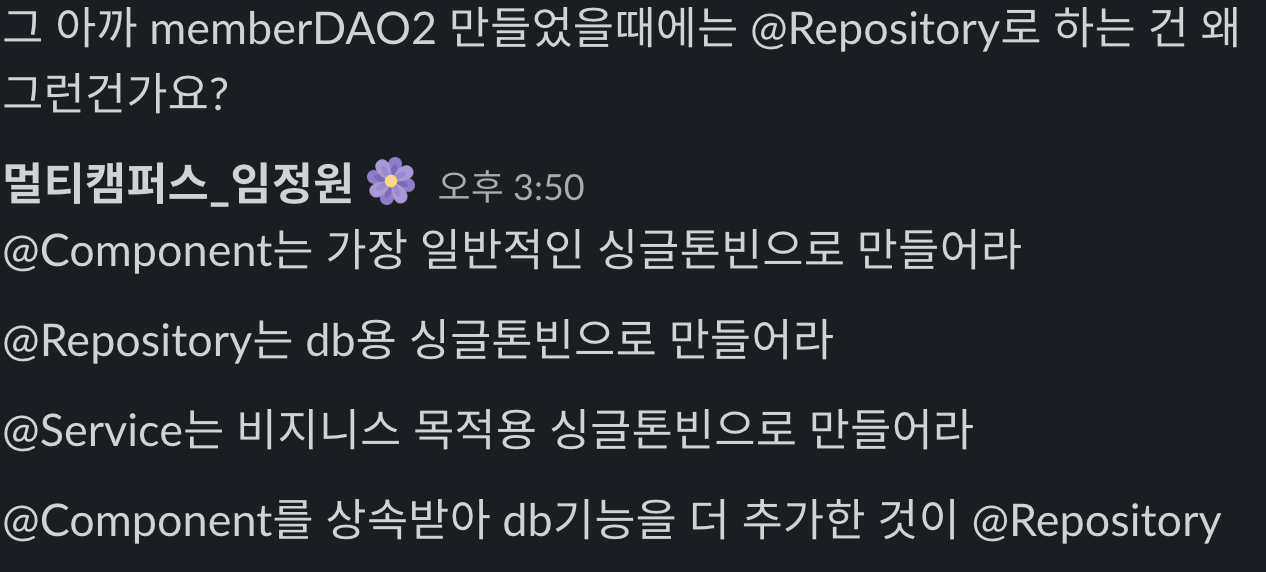 그 아까 memberDAO2 만들었을때에는 @Repository로 하는 건 왜
그런건가요?
멀티캠퍼스_임정원 오후 3:50
@Component는 가장 일반적인 싱글톤빈으로 만들어라
@Repository는 db용 싱글톤빈으로 만들어라
@Service는 비지니스 목적용 싱글톤빈으로 만들어라
@Component를 상속받아 db기능을 더 추가한 것이 @Repository